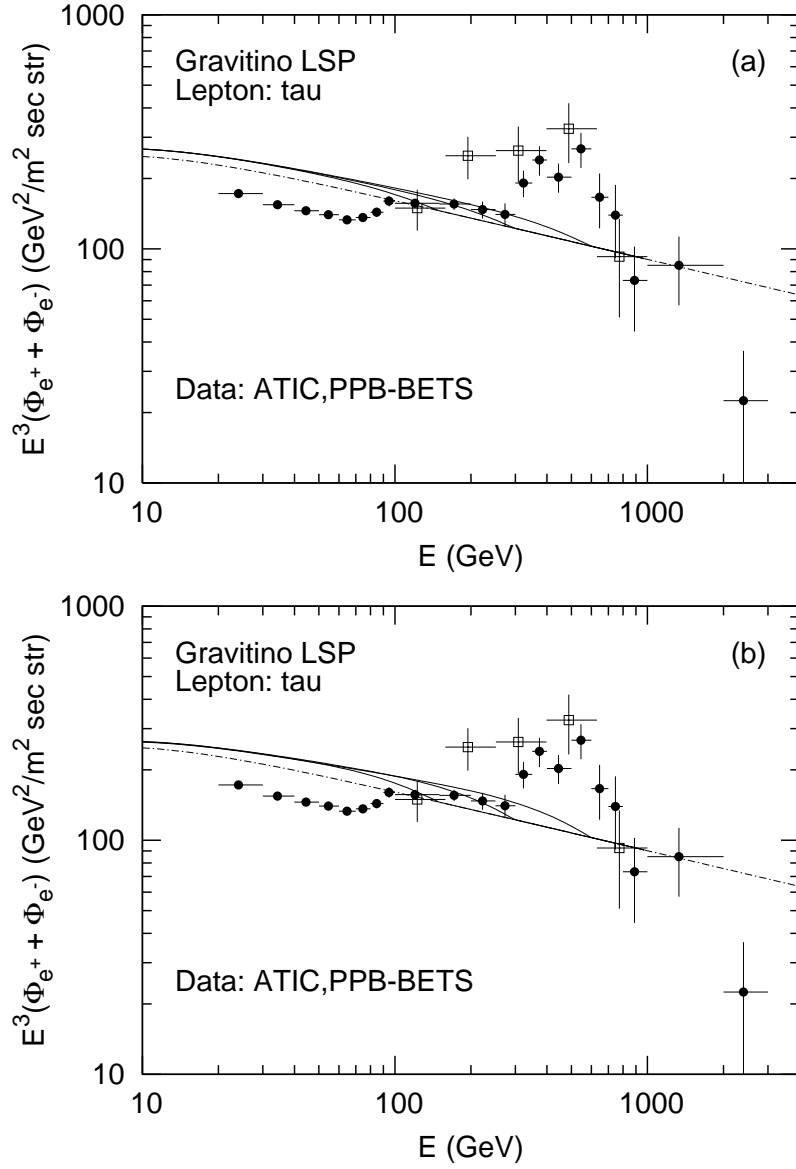 1000
Gravitino LSP
(a)
Lepton: tau
100
Data: ATIC,PPB-BETS
10
10
100
1000
E (GeV)
E³(Φe⁺ + Φe⁻) (GeV²/m² sec str)
1000
Gravitino LSP
(b)
Lepton: tau
100
Data: ATIC,PPB-BETS
10
10
100
1000
E (GeV)
E³(Φe⁺ + Φe⁻) (GeV²/m² sec str)